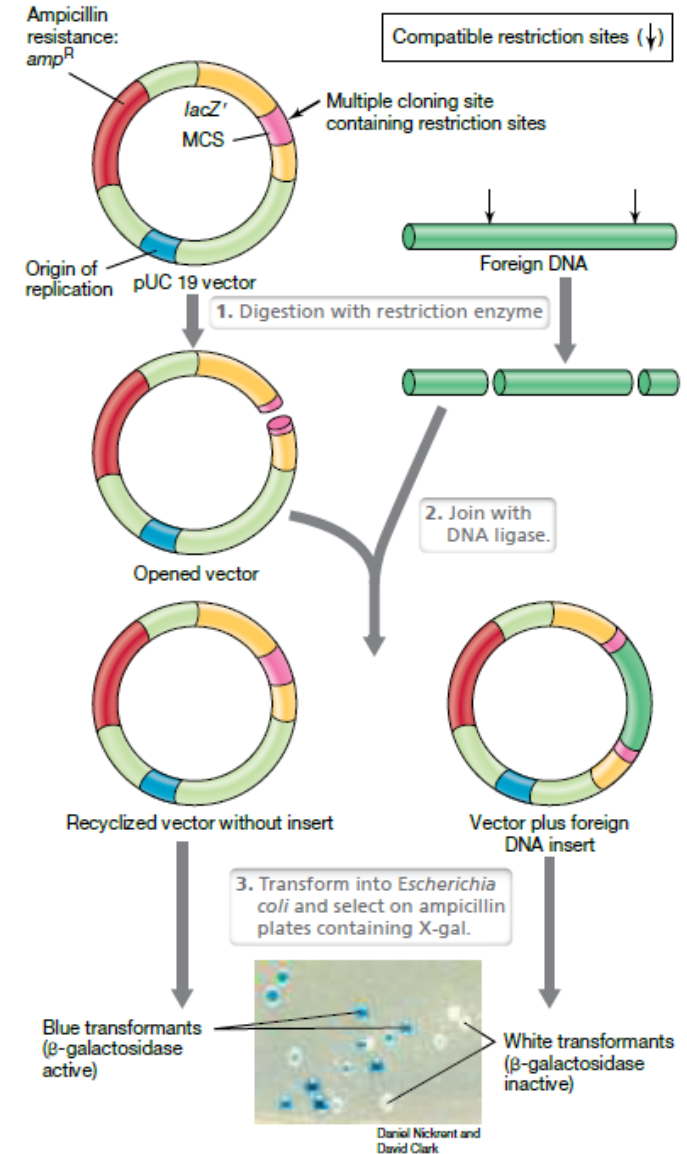 Ampicillin
resistance:
ampR
Compatible restriction sites (↓)
lacZ'
MCS
Multiple cloning site
containing restriction sites
Origin of
replication
pUC 19 vector
Foreign DNA
1. Digestion with restriction enzyme
2. Join with
DNA ligase.
Opened vector
Recyclized vector without insert
Vector plus foreign
DNA insert
3. Transform into Escherichia
coli and select on ampicillin
plates containing X-gal.
Blue transformants
(β-galactosidase
active)
White transformants
(β-galactosidase
inactive)
Daniel Nickrent and
David Clark